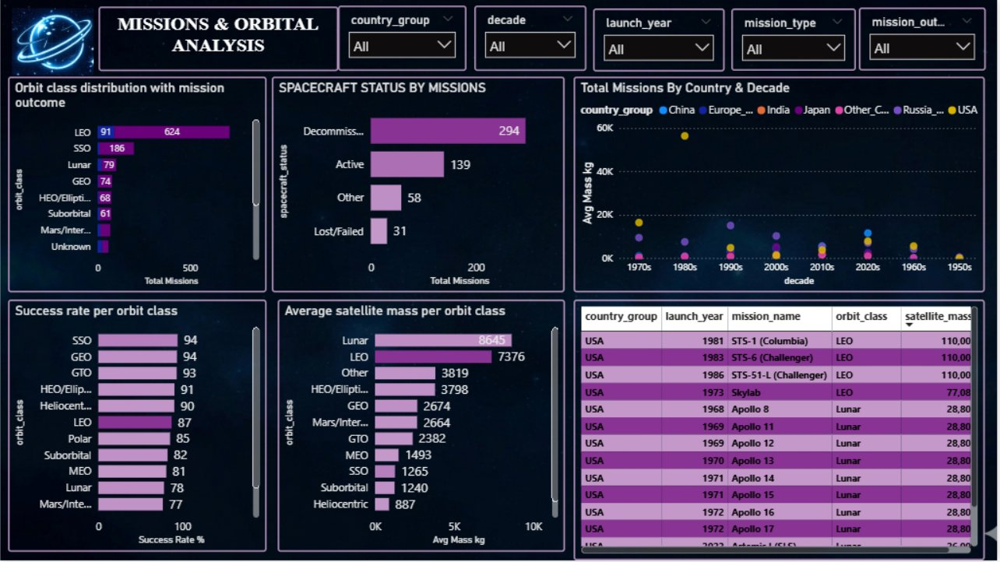 MISSIONS & ORBITAL
ANALYSIS
country_group
All
decade
All
launch_year
All
mission_type
All
mission_out...
All
Orbit class distribution with mission
outcome
orbit_class
LEO 91 624
SSO 186
Lunar 79
GEO 74
HEO/Ellipti... 68
Suborbital 61
Mars/Inter...
Unknown
0 500
Total Missions
SPACECRAFT STATUS BY MISSIONS
spacecraft_status
Decommiss... 294
Active 139
Other 58
Lost/Failed 31
0 200
Total Missions
Total Missions By Country & Decade
country_group China Europe_... India Japan Other_C... Russia_... USA
Avg Mass kg
60K
40K
20K
0K
1970s 1980s 1990s 2000s 2010s 2020s 1960s 1950s
decade
Success rate per orbit class
orbit_class
SSO 94
GEO 94
GTO 93
HEO/Ellip... 91
Heliocent... 90
LEO 87
Polar 85
Suborbital 82
MEO 81
Lunar 78
Mars/Inte... 77
0 100
Success Rate %
Average satellite mass per orbit class
orbit_class
Lunar 8645
LEO 7376
Other 3819
HEO/Ellipti... 3798
GEO 2674
Mars/Inter... 2664
GTO 2382
MEO 1493
SSO 1265
Suborbital 1240
Heliocentric 887
0K 5K 10K
Avg Mass kg
country_group launch_year mission_name orbit_class satellite_mass
USA 1981 STS-1 (Columbia) LEO 110,00
USA 1983 STS-6 (Challenger) LEO 110,00
USA 1986 STS-51-L (Challenger) LEO 110,00
USA 1973 Skylab LEO 77,08
USA 1968 Apollo 8 Lunar 28,80
USA 1969 Apollo 11 Lunar 28,80
USA 1969 Apollo 12 Lunar 28,80
USA 1970 Apollo 13 Lunar 28,80
USA 1971 Apollo 14 Lunar 28,80
USA 1971 Apollo 15 Lunar 28,80
USA 1972 Apollo 16 Lunar 28,80
USA 1972 Apollo 17 Lunar 28,80
USA 2022 Artemis I (SLS) Lunar